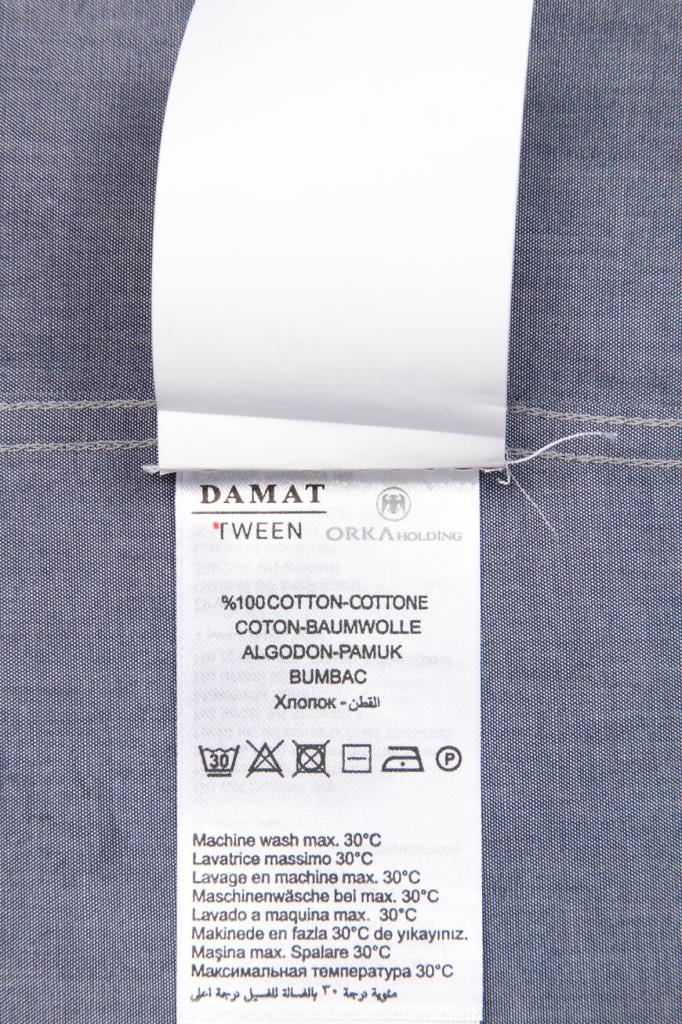 DAMAT
TWEEN
ORKA HOLDING
%100 COTTON-COTTONE
COTON-BAUMWOLLE
ALGODON-PAMUK
BUMBAC
Хлопок - القطن
30 P
Machine wash max. 30°C
Lavatrice massimo 30°C
Lavage en machine max. 30°C
Maschinenwäsche bei max. 30°C
Lavado a maquina max. 30°C
Makinede en fazla 30°C de yıkayınız.
Maşina max. Spalare 30°C
Максимальная температура 30°C
مئوية درجة ٣٠ بالغسالة للغسيل درجة اعلى